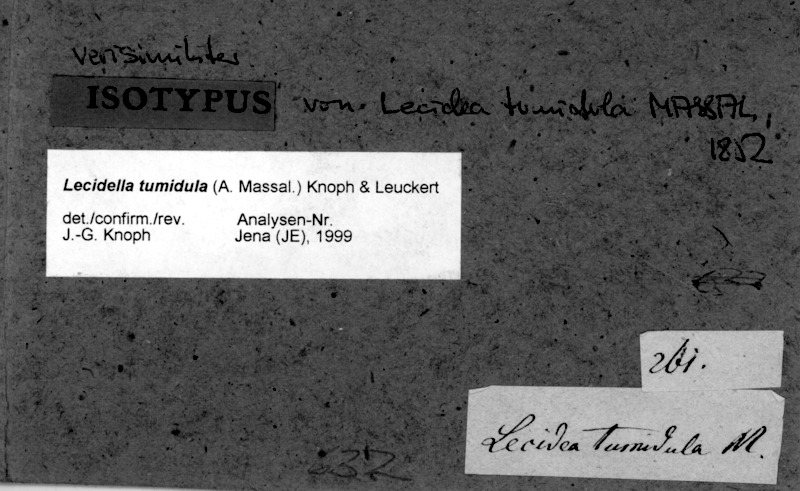 verisimiliter
ISOTYPUS von Lecidea tumidula MASSAL,
1852
Lecidella tumidula (A. Massal.) Knoph & Leuckert
det./confirm./rev. Analysen-Nr.
J.-G. Knoph Jena (JE), 1999
261.
Lecidea tumidula M.
632